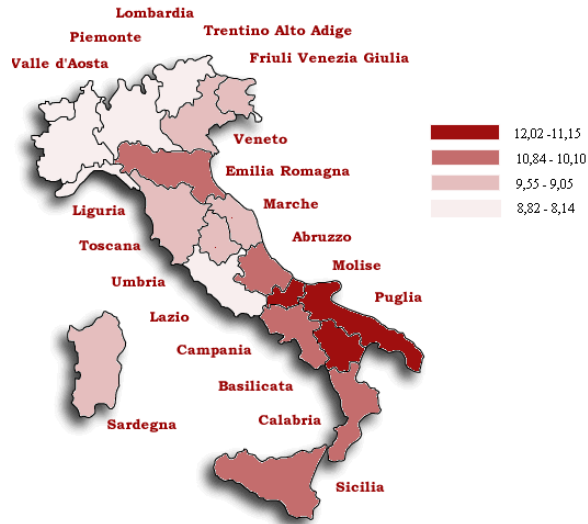 Lombardia
Trentino Alto Adige
Piemonte
Friuli Venezia Giulia
Valle d'Aosta
12,02 -11,15
Veneto
10,84 - 10,10
Emilia Romagna
9,55 - 9,05
Liguria
Marche
8,82 - 8,14
Toscana
Abruzzo
Umbria
Molise
Puglia
Lazio
Campania
Basilicata
Calabria
Sardegna
Sicilia